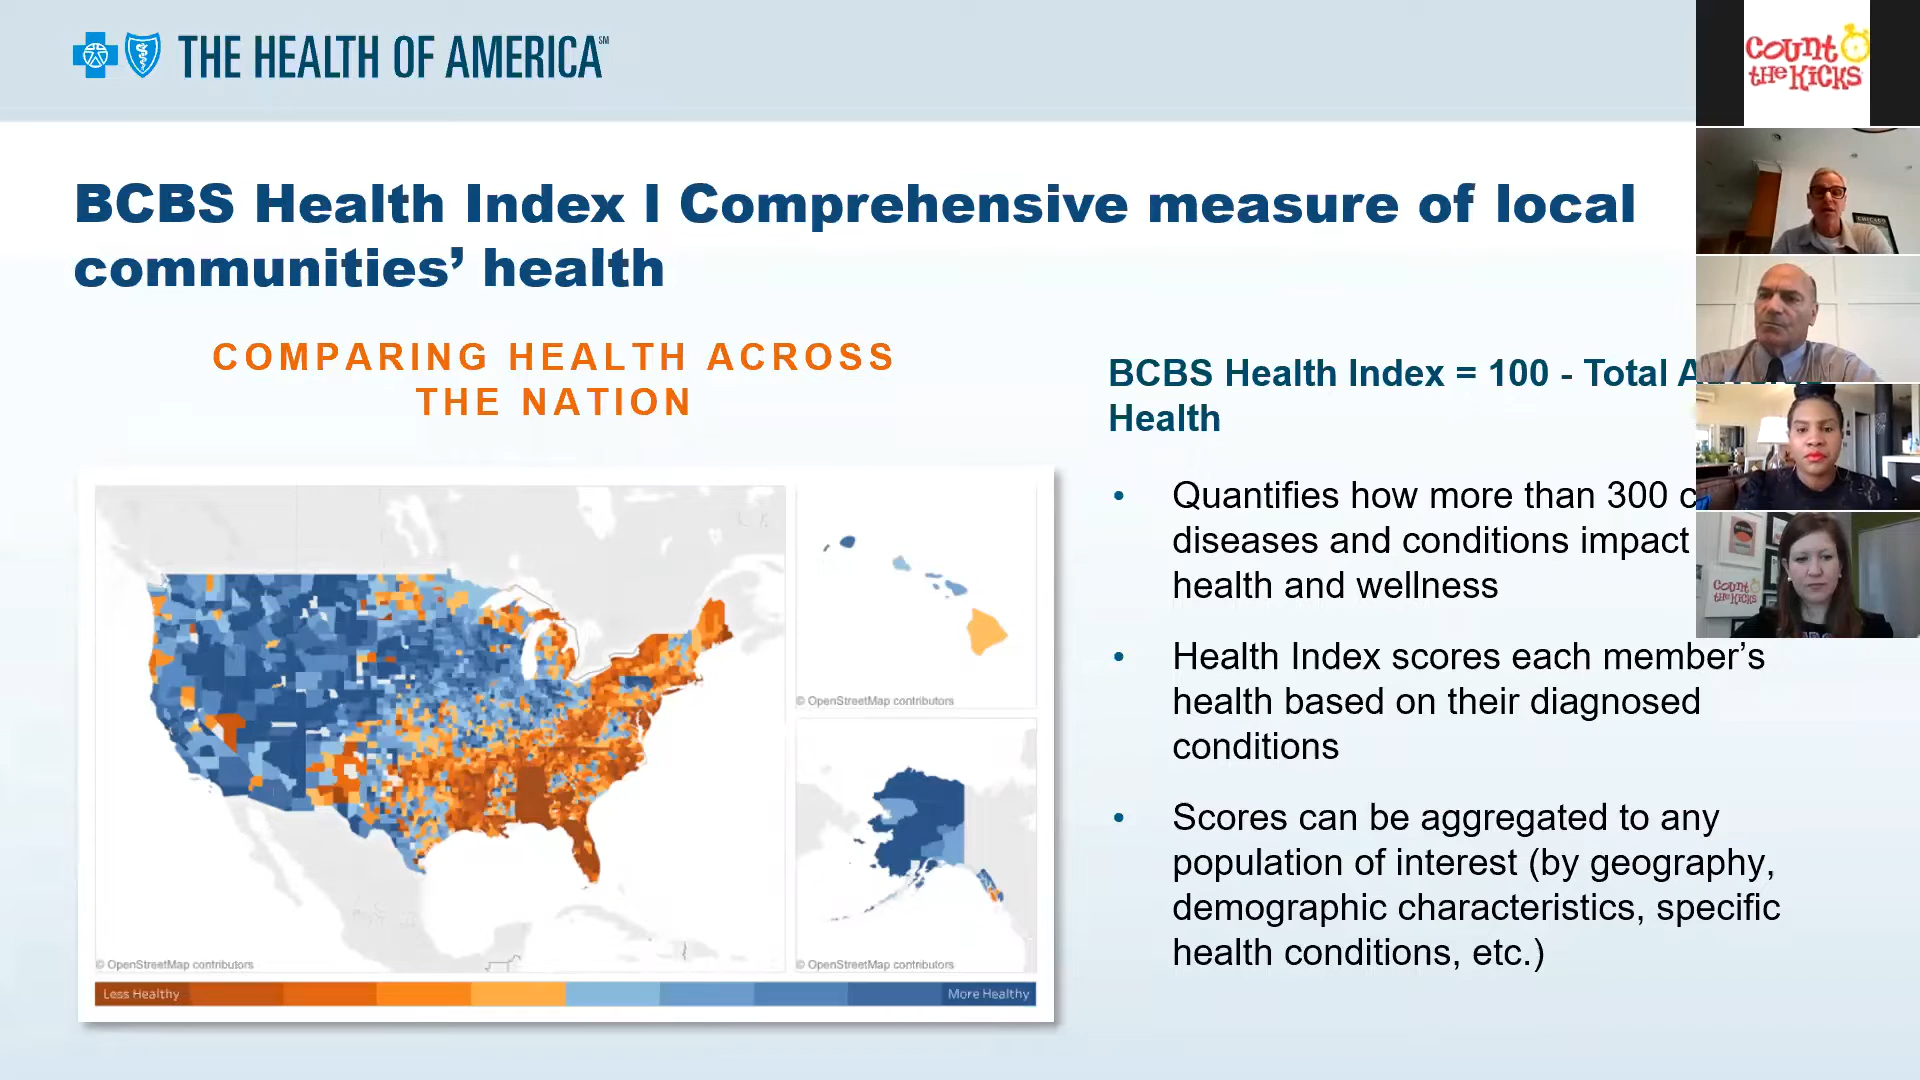 THE HEALTH OF AMERICA℠
BCBS Health Index I Comprehensive measure of local
communities’ health
COMPARING HEALTH ACROSS
THE NATION
© OpenStreetMap contributors
© OpenStreetMap contributors
© OpenStreetMap contributors
Less Healthy
More Healthy
BCBS Health Index = 100 - Total
Health
• Quantifies how more than 300
diseases and conditions impact
health and wellness
• Health Index scores each member’s
health based on their diagnosed
conditions
• Scores can be aggregated to any
population of interest (by geography,
demographic characteristics, specific
health conditions, etc.)
Count
the Kicks
Count
the Kicks